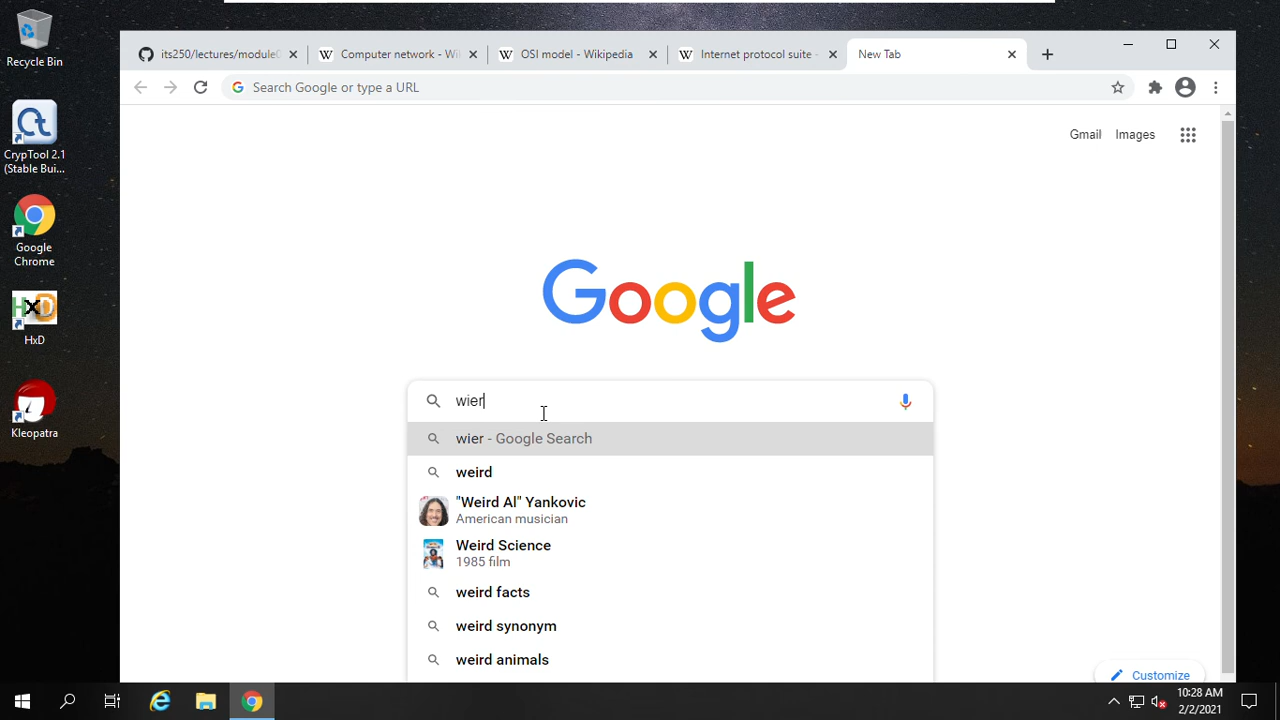 Recycle Bin
CrypTool 2.1
(Stable Bui...
Google
Chrome
HxD
Kleopatra
its250/lectures/module0
Computer network - Wi
OSI model - Wikipedia
Internet protocol suite -
New Tab
Search Google or type a URL
Gmail Images
Google
wier
wier - Google Search
weird
"Weird Al" Yankovic
American musician
Weird Science
1985 film
weird facts
weird synonym
weird animals
Customize
10:28 AM
2/2/2021